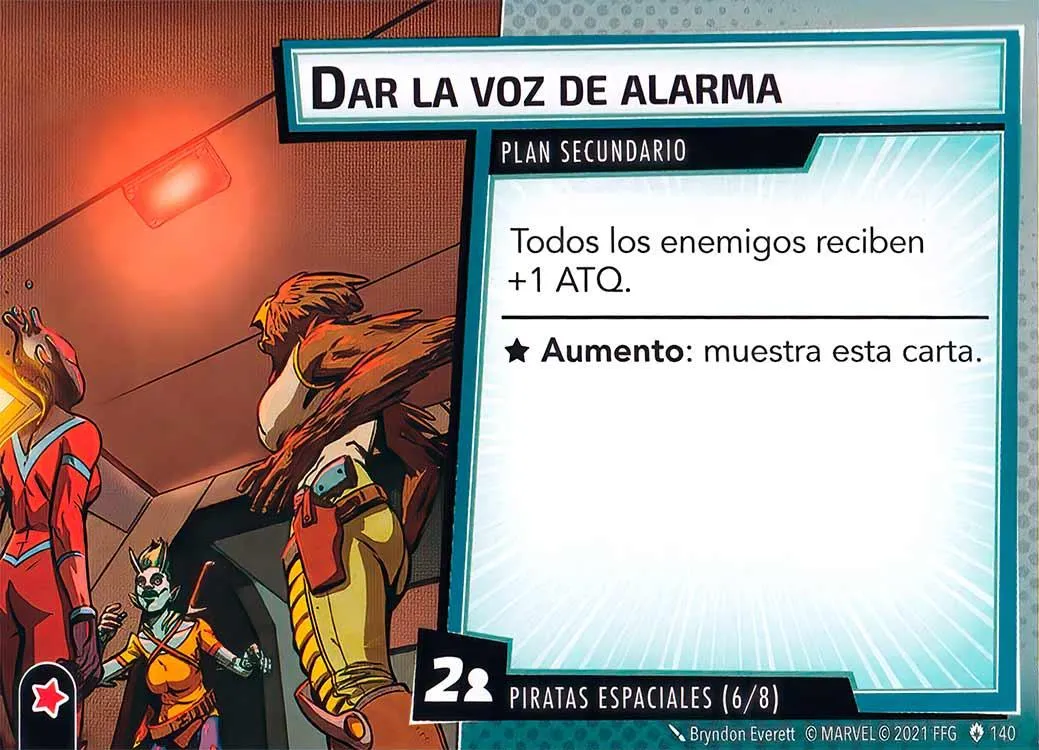 DAR LA VOZ DE ALARMA
PLAN SECUNDARIO
Todos los enemigos reciben
+1 ATQ.
★ Aumento: muestra esta carta.
2
PIRATAS ESPACIALES (6/8)
Bryndon Everett © MARVEL © 2021 FFG 140